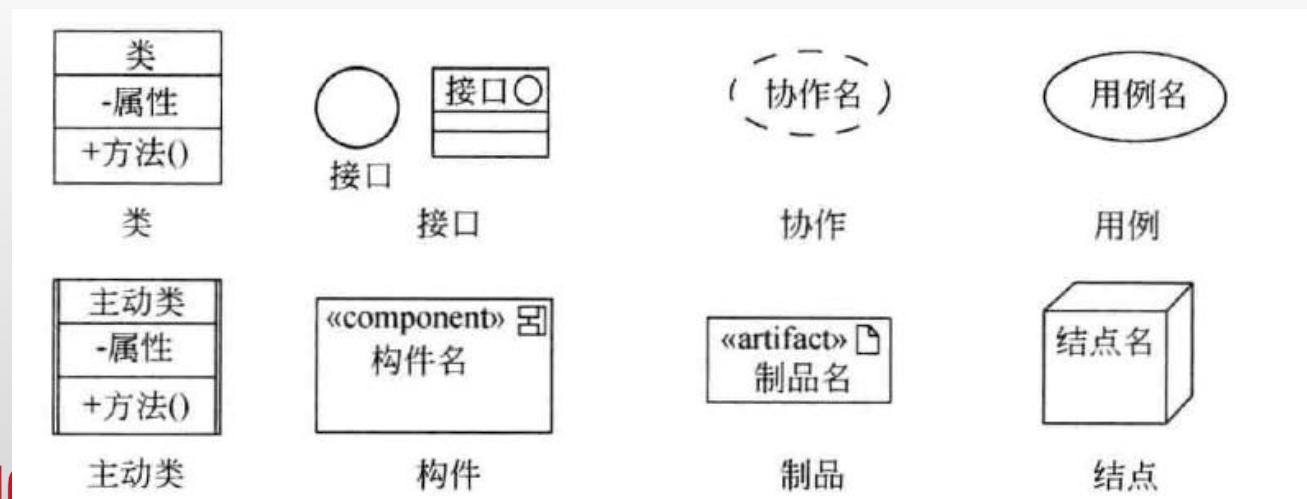 类
-属性
+方法()
类
接口
接口
接口
协作名
协作
用例名
用例
主动类
-属性
+方法()
主动类
«component»
构件名
构件
«artifact»
制品名
制品
结点名
结点